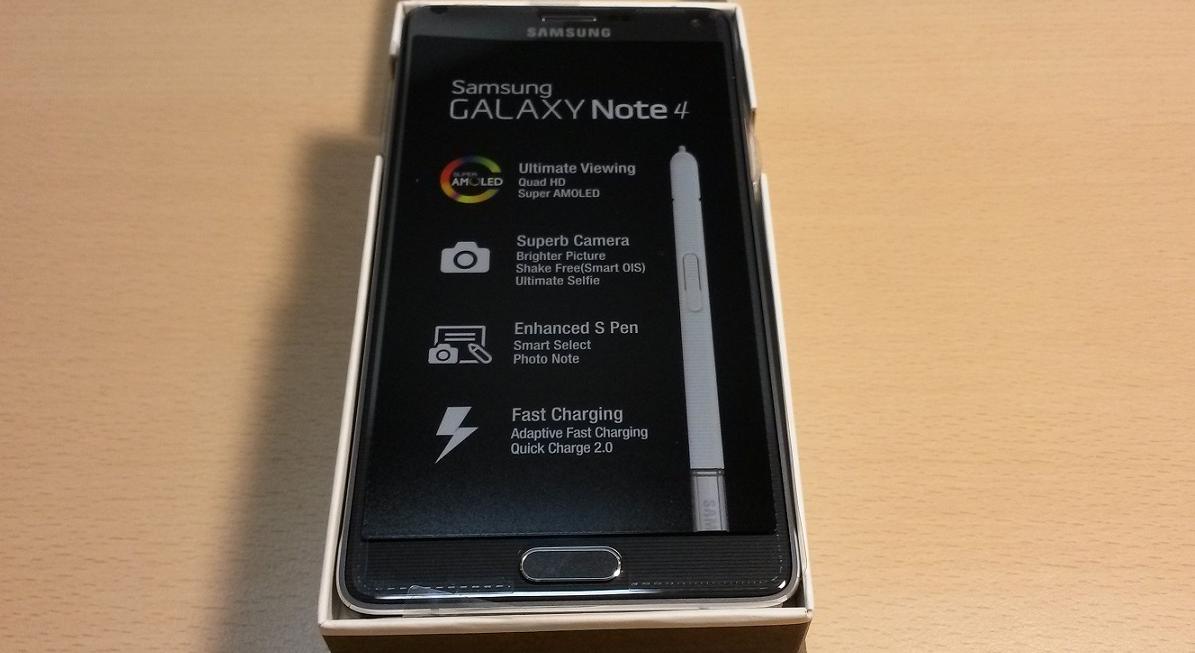 SAMSUNG
Samsung
GALAXY Note 4
SUPER
AMOLED
Ultimate Viewing
Quad HD
Super AMOLED
Superb Camera
Brighter Picture
Shake Free(Smart OIS)
Ultimate Selfie
Enhanced S Pen
Smart Select
Photo Note
Fast Charging
Adaptive Fast Charging
Quick Charge 2.0
SAM